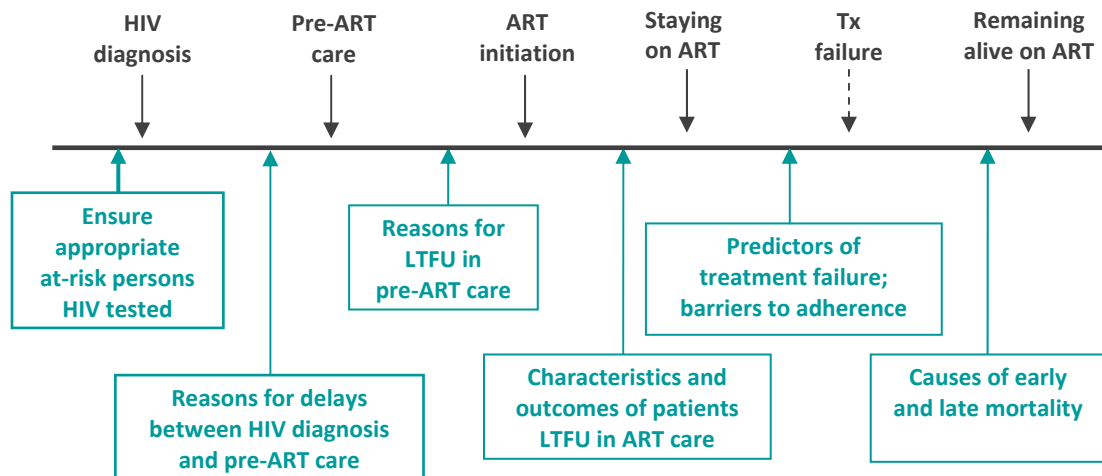 HIV
diagnosis
Pre-ART
care
ART
initiation
Staying
on ART
Tx
failure
Remaining
alive on ART
Ensure
appropriate
at-risk persons
HIV tested
Reasons for delays
between HIV diagnosis
and pre-ART care
Reasons for
LTFU in
pre-ART care
Characteristics and
outcomes of patients
LTFU in ART care
Predictors of
treatment failure;
barriers to adherence
Causes of early
and late mortality